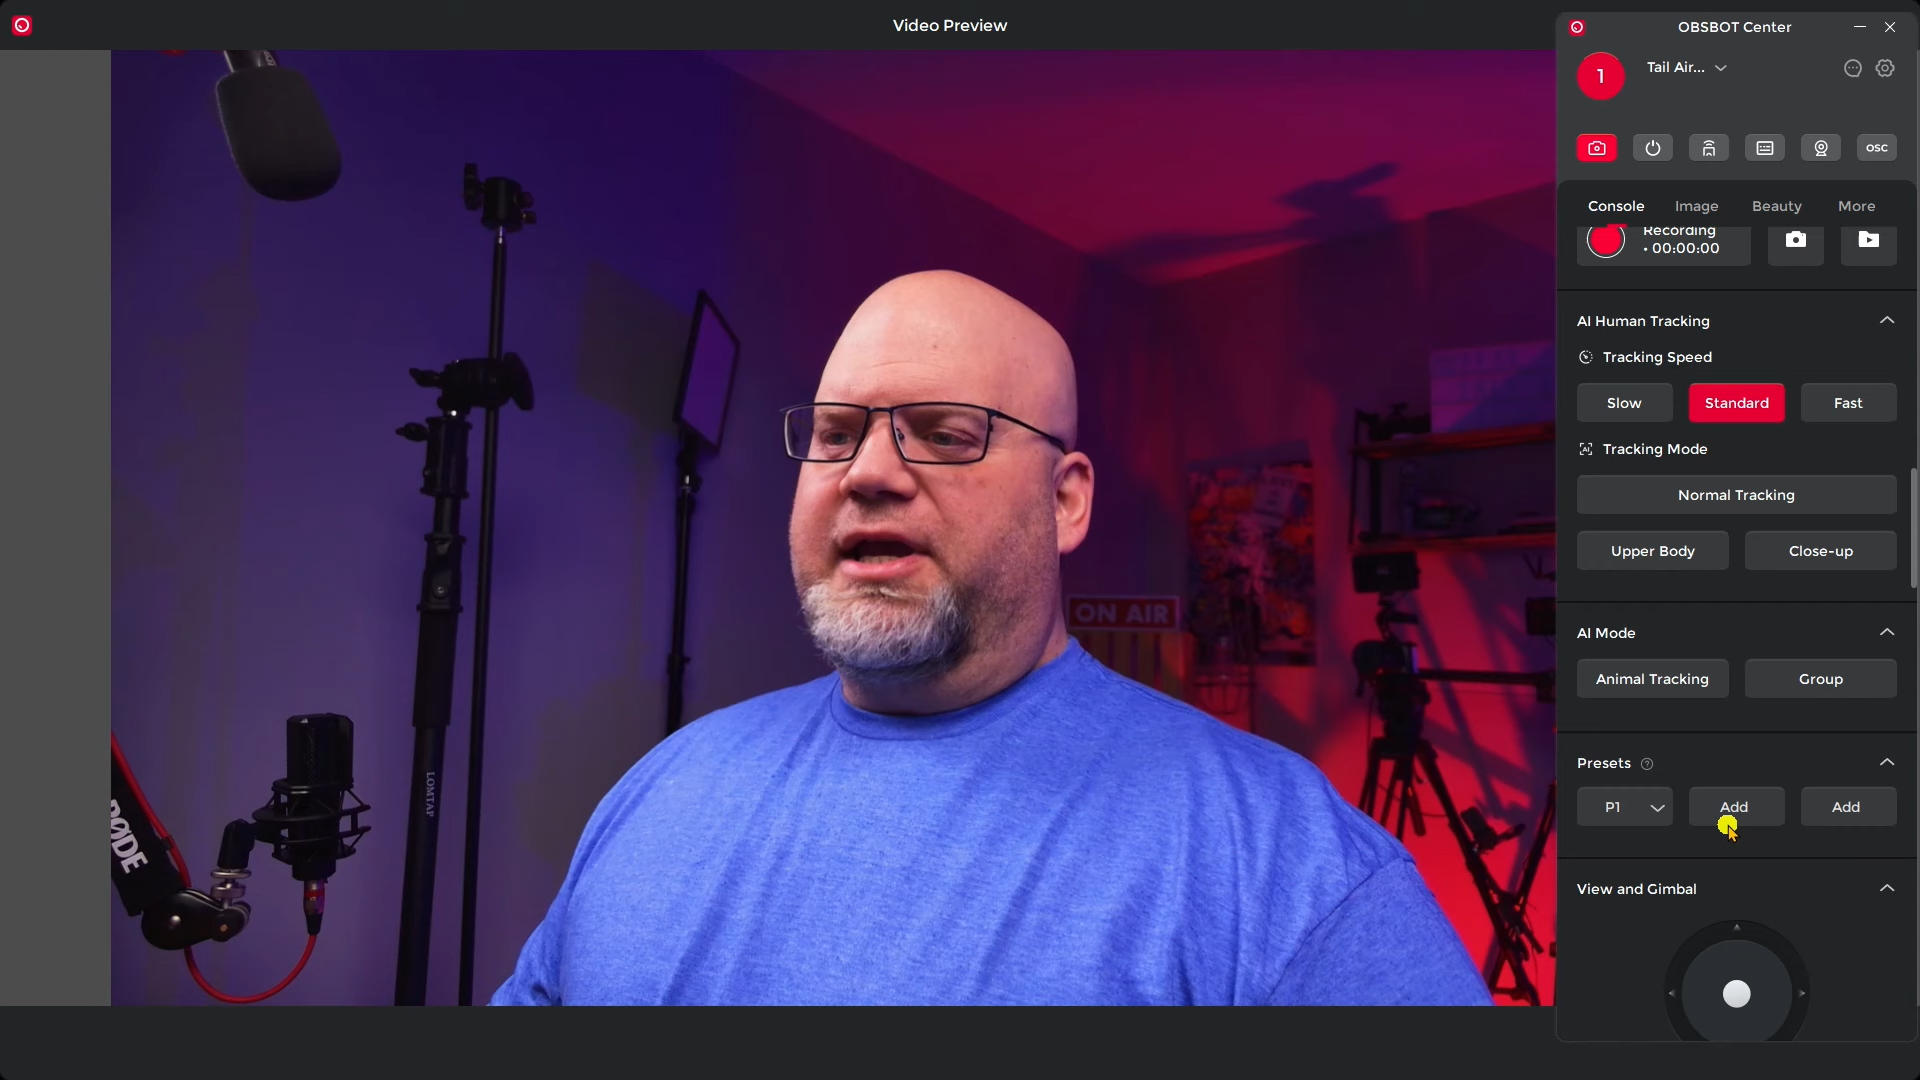 Video Preview
OBSBOT Center
1
Tail Air...
OSC
Console
Image
Beauty
More
Recording
• 00:00:00
AI Human Tracking
Tracking Speed
Slow
Standard
Fast
Tracking Mode
Normal Tracking
Upper Body
Close-up
AI Mode
Animal Tracking
Group
Presets
P1
Add
Add
View and Gimbal
ON AIR
LOMTAP
RØDE